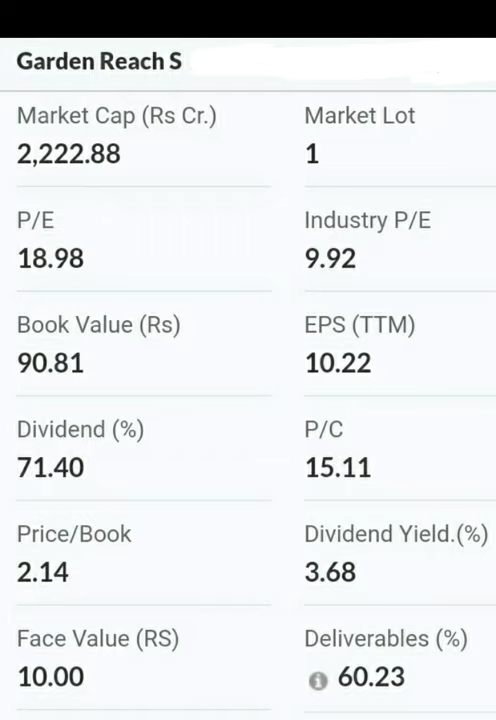 Garden Reach S
Market Cap (Rs Cr.) Market Lot
2,222.88 1
P/E Industry P/E
18.98 9.92
Book Value (Rs) EPS (TTM)
90.81 10.22
Dividend (%) P/C
71.40 15.11
Price/Book Dividend Yield.(%)
2.14 3.68
Face Value (RS) Deliverables (%)
10.00 60.23